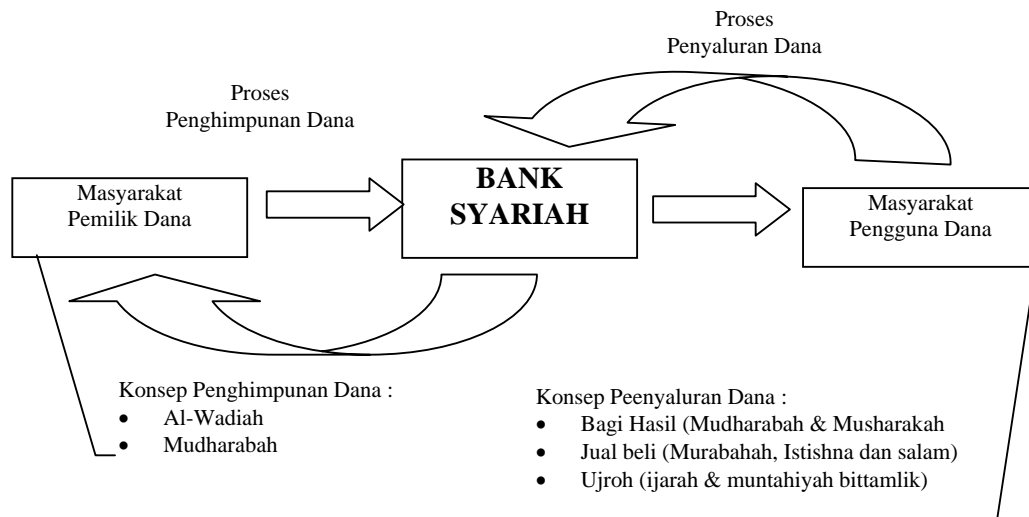 Proses
Penyaluran Dana
Proses
Penghimpunan Dana
Masyarakat
Pemilik Dana
BANK
SYARIAH
Masyarakat
Pengguna Dana
Konsep Penghimpunan Dana :
• Al-Wadiah
• Mudharabah
Konsep Peenyaluran Dana :
• Bagi Hasil (Mudharabah & Musharakah
• Jual beli (Murabahah, Istishna dan salam)
• Ujroh (ijarah & muntahiyah bittamlik)